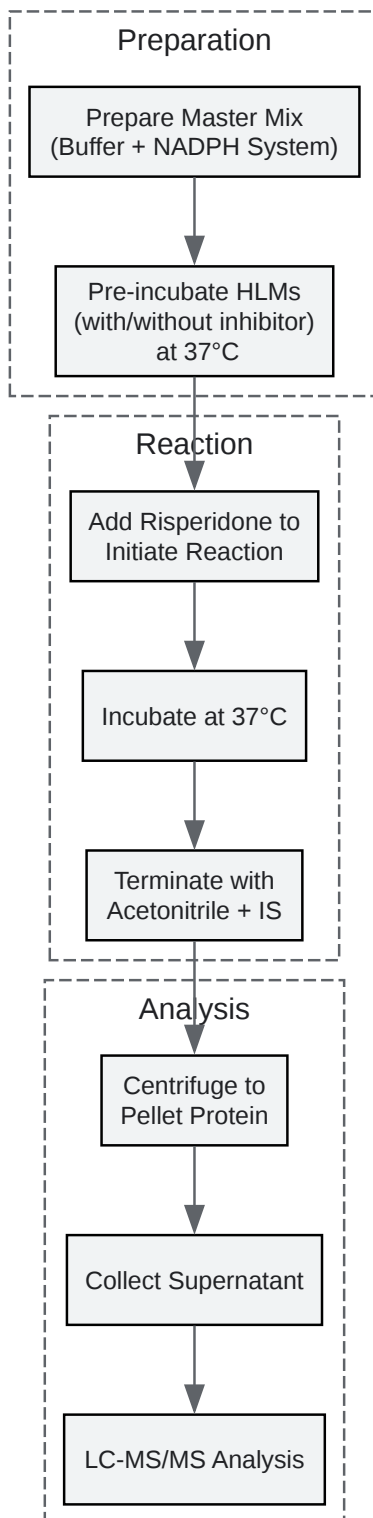 Preparation
Prepare Master Mix
(Buffer + NADPH System)
Pre-incubate HLMs
(with/without inhibitor)
at 37°C
Reaction
Add Risperidone to
Initiate Reaction
Incubate at 37°C
Terminate with
Acetonitrile + IS
Analysis
Centrifuge to
Pellet Protein
Collect Supernatant
LC-MS/MS Analysis